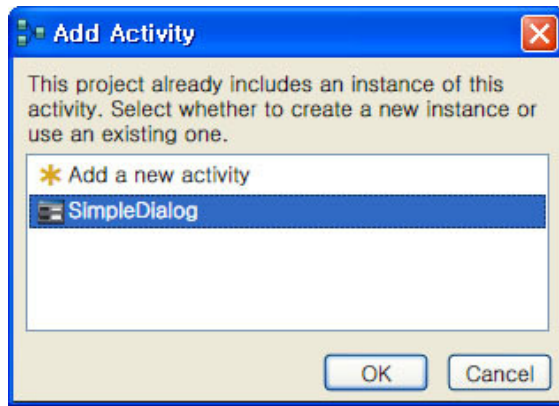 Add Activity
This project already includes an instance of this
activity. Select whether to create a new instance or
use an existing one.
Add a new activity
SimpleDialog
OK Cancel